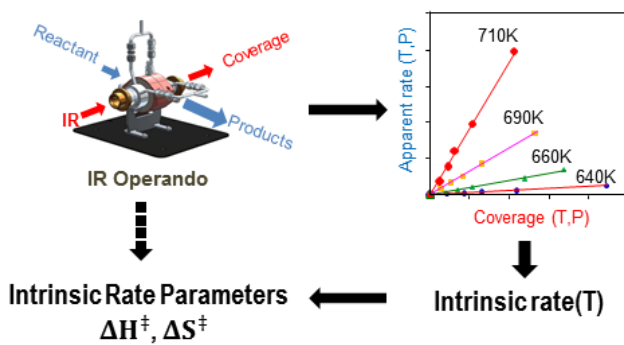 Reactant
Coverage
IR
Products
IR Operando
Apparent rate (T,P)
710K
690K
660K
640K
Coverage (T,P)
Intrinsic Rate Parameters
ΔH‡, ΔS‡
Intrinsic rate(T)